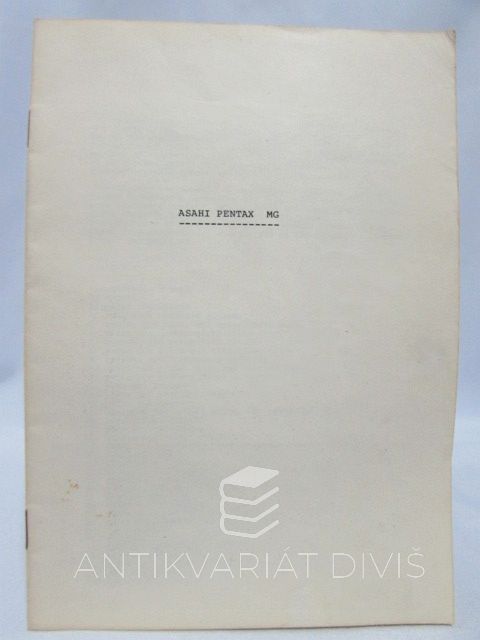 ASAHI PENTAX MG
----------------
ANTIKVARIÁT DIVIŠ